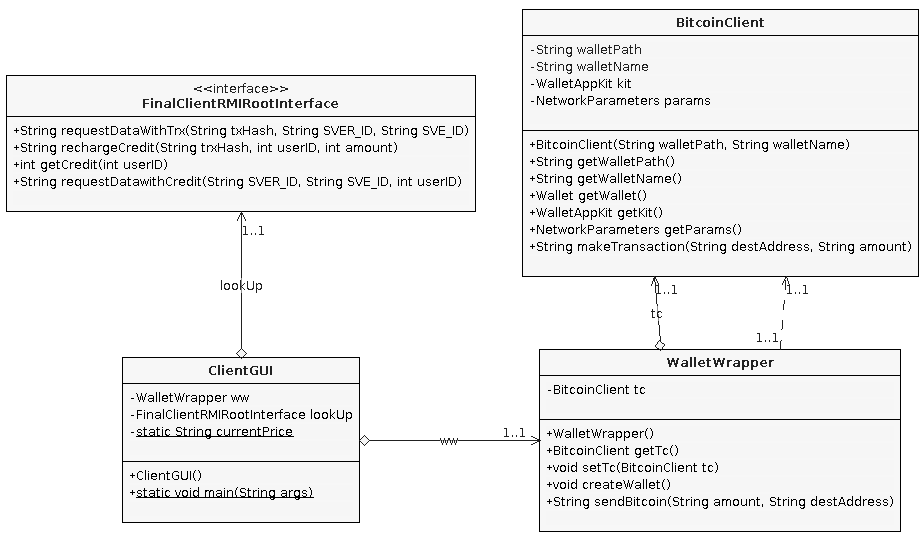 BitcoinClient
-String walletPath
-String walletName
-WalletAppKit kit
-NetworkParameters params
+BitcoinClient(String walletPath, String walletName)
+String getWalletPath()
+String getWalletName()
+Wallet getWallet()
+WalletAppKit getKit()
+NetworkParameters getParams()
+String makeTransaction(String destAddress, String amount)
<<interface>>
FinalClientRMIRootInterface
+String requestDataWithTrx(String txHash, String SVER_ID, String SVE_ID)
+String rechargeCredit(String trxHash, int userID, int amount)
+int getCredit(int userID)
+String requestDatawithCredit(String SVER_ID, String SVE_ID, int userID)
1..1
lookUp
1..1
tc
1..1
1..1
ClientGUI
-WalletWrapper ww
-FinalClientRMIRootInterface lookUp
-static String currentPrice
+ClientGUI()
+static void main(String args)
ww
1..1
WalletWrapper
-BitcoinClient tc
+WalletWrapper()
+BitcoinClient getTc()
+void setTc(BitcoinClient tc)
+void createWallet()
+String sendBitcoin(String amount, String destAddress)